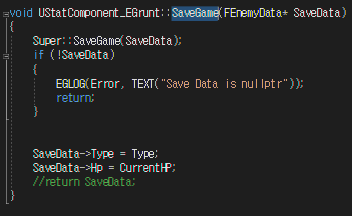 void UStatComponent_EGrunt::SaveGame(FEnemyData* SaveData)
{
    Super::SaveGame(SaveData);
    if (!SaveData)
    {
        EGLOG(Error, TEXT("Save Data is nullptr"));
        return;
    }
    SaveData->Type = Type;
    SaveData->Hp = CurrentHP;
    //return SaveData;
}